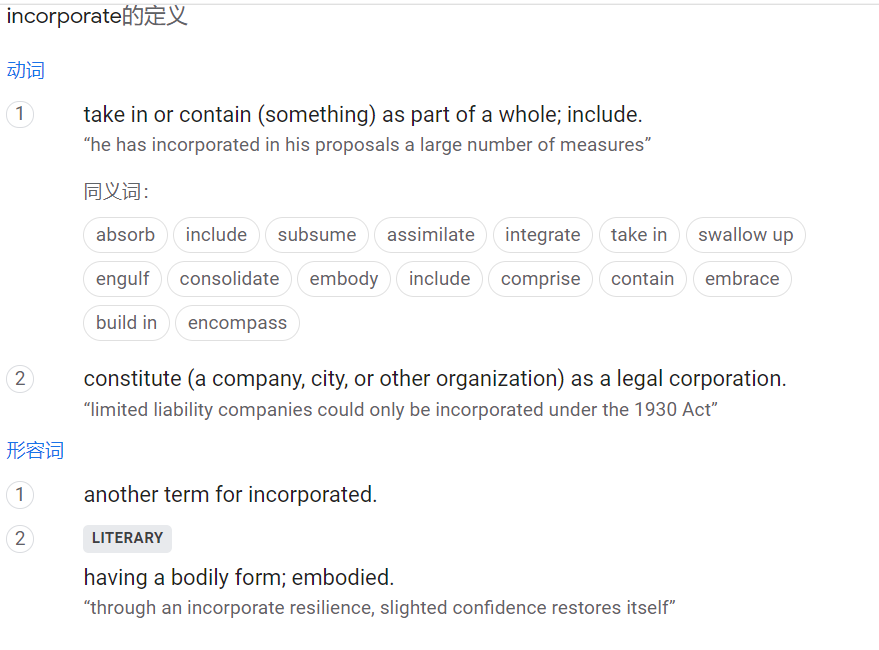 incorporate的定义
动词
1 take in or contain (something) as part of a whole; include.
“he has incorporated in his proposals a large number of measures”
同义词：
absorb include subsume assimilate integrate take in swallow up
engulf consolidate embody include comprise contain embrace
build in encompass
2 constitute (a company, city, or other organization) as a legal corporation.
“limited liability companies could only be incorporated under the 1930 Act”
形容词
1 another term for incorporated.
2 LITERARY
having a bodily form; embodied.
“through an incorporate resilience, slighted confidence restores itself”